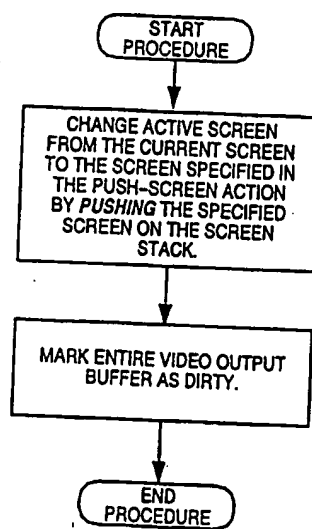 START
PROCEDURE
CHANGE ACTIVE SCREEN
FROM THE CURRENT SCREEN
TO THE SCREEN SPECIFIED IN
THE PUSH–SCREEN ACTION
BY PUSHING THE SPECIFIED
SCREEN ON THE SCREEN
STACK.
MARK ENTIRE VIDEO OUTPUT
BUFFER AS DIRTY.
END
PROCEDURE